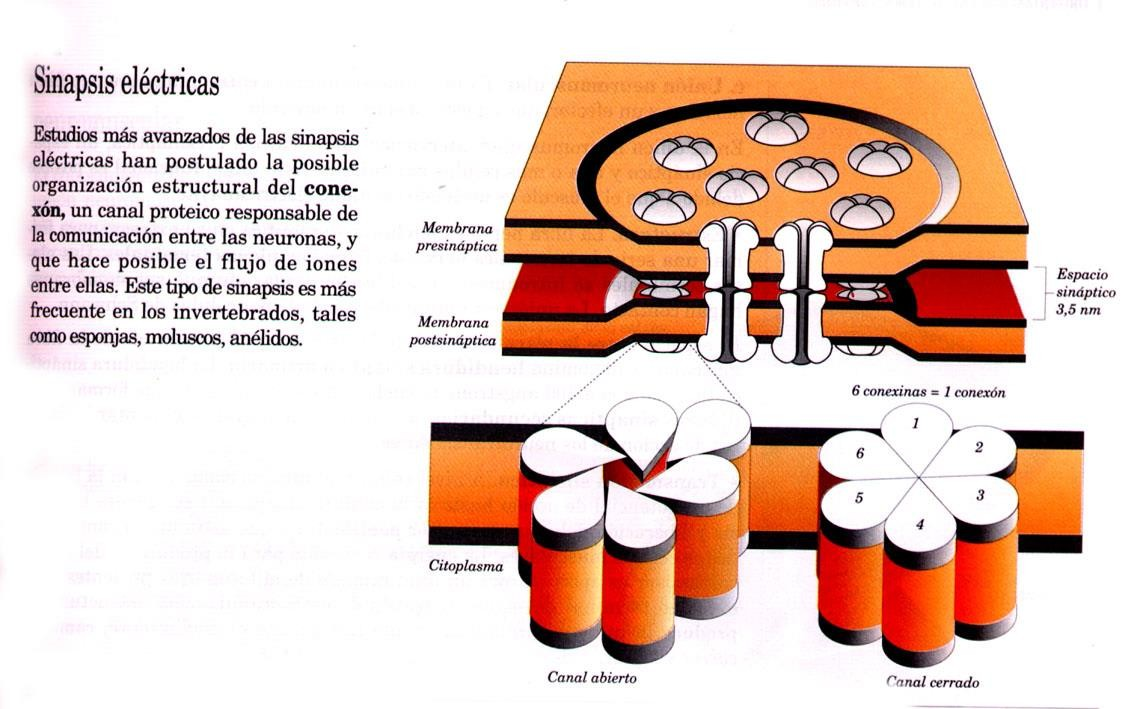 Sinapsis eléctricas
Estudios más avanzados de las sinapsis
eléctricas han postulado la posible
organización estructural del cone-
xón, un canal proteico responsable de
la comunicación entre las neuronas, y
que hace posible el flujo de iones
entre ellas. Este tipo de sinapsis es más
frecuente en los invertebrados, tales
como esponjas, moluscos, anélidos.
Membrana
presináptica
Espacio
sináptico
3,5 nm
Membrana
postsináptica
6 conexinas = 1 conexón
1
2
3
4
5
6
Citoplasma
Canal abierto
Canal cerrado